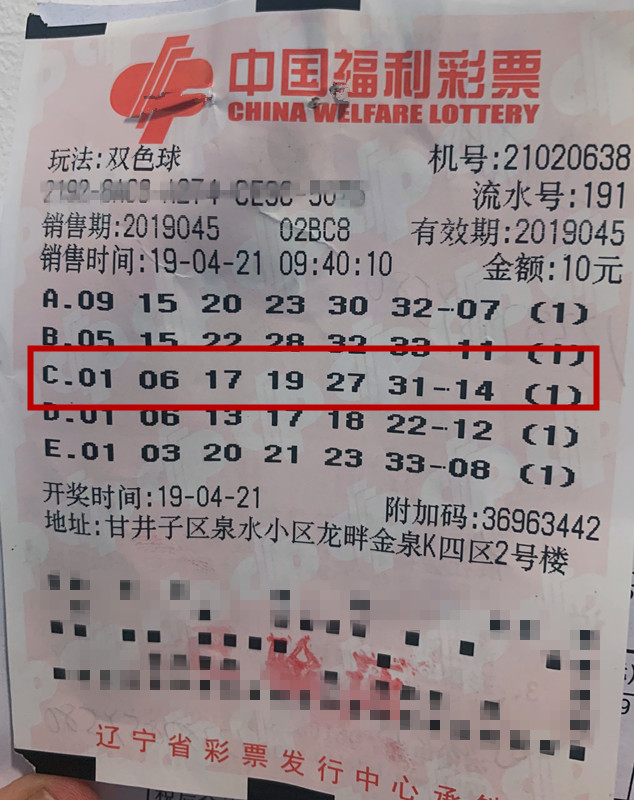 中国福利彩票
CHINA WELFARE LOTTERY
玩法:双色球 机号:21020638
流水号:191
销售期:2019045 02BC8 有效期:2019045
销售时间:19-04-21 09:40:10 金额:10元
A.09 15 20 23 30 32-07 (1)
B.05 15 22 28 32 33-11 (1)
C.01 06 17 19 27 31-14 (1)
D.01 06 13 17 18 22-12 (1)
E.01 03 20 21 23 33-08 (1)
开奖时间:19-04-21 附加码:36963442
地址:甘井子区泉水小区龙畔金泉K四区2号楼
辽宁省彩票发行中心承销